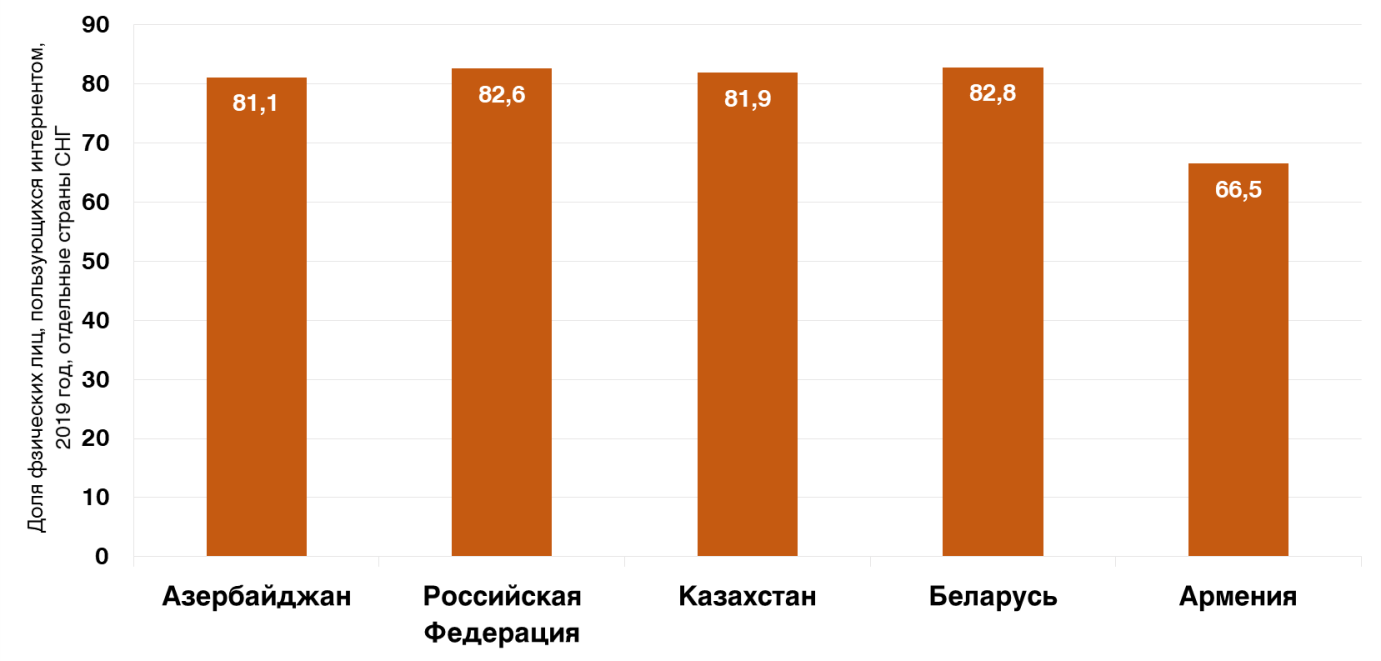 Доля фзических лиц, пользующихся интернентом,
2019 год, отдельные страны СНГ
90
80
70
60
50
40
30
20
10
0
81,1
82,6
81,9
82,8
66,5
Азербайджан
Российская
Федерация
Казахстан
Беларусь
Армения